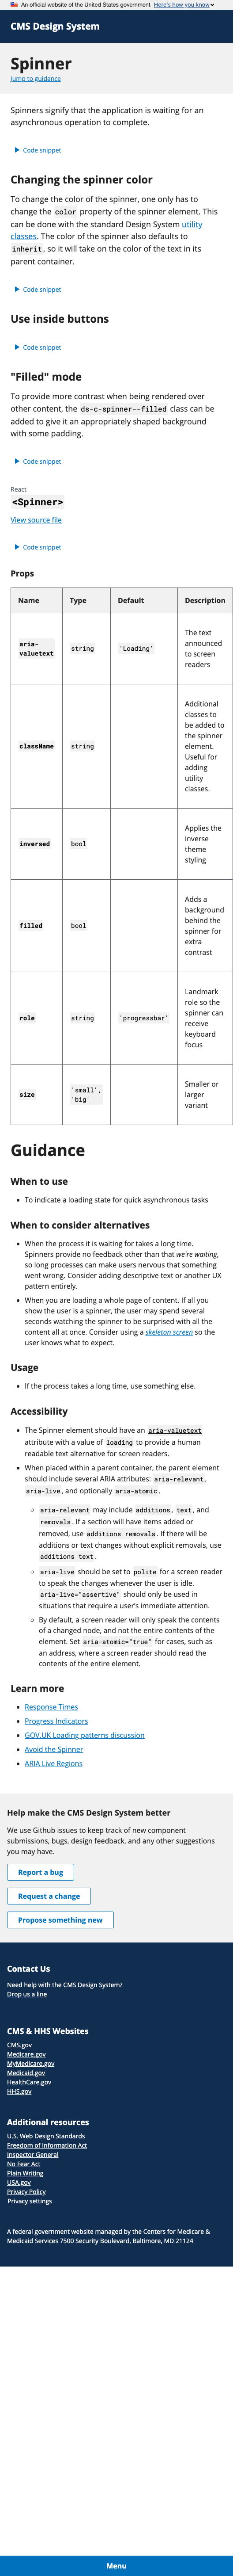 An official website of the United States government Here's how you know
CMS Design System
Spinner
Jump to guidance
Spinners signify that the application is waiting for an
asynchronous operation to complete.
Code snippet
Changing the spinner color
To change the color of the spinner, one only has to
change the color property of the spinner element. This
can be done with the standard Design System utility
classes. The color of the spinner also defaults to
inherit, so it will take on the color of the text in its
parent container.
Code snippet
Use inside buttons
Code snippet
"Filled" mode
To provide more contrast when being rendered over
other content, the ds-c-spinner--filled class can be
added to give it an appropriately shaped background
with some padding.
Code snippet
React
<Spinner>
View source file
Code snippet
Props
Name Type Default Description
aria-valuetext string 'Loading' The text announced to screen readers
className string Additional classes to be added to the spinner element. Useful for adding utility classes.
inversed bool Applies the inverse theme styling
filled bool Adds a background behind the spinner for extra contrast
role string 'progressbar' Landmark role so the spinner can receive keyboard focus
size 'small', 'big' Smaller or larger variant
Guidance
When to use
To indicate a loading state for quick asynchronous tasks
When to consider alternatives
When the process it is waiting for takes a long time.
Spinners provide no feedback other than that we're waiting,
so long processes can make users nervous that something
went wrong. Consider adding descriptive text or another UX
pattern entirely.
When you are loading a whole page of content. If all you
show the user is a spinner, the user may spend several
seconds watching the spinner to be surprised with all the
content all at once. Consider using a skeleton screen so the
user knows what to expect.
Usage
If the process takes a long time, use something else.
Accessibility
The Spinner element should have an aria-valuetext
attribute with a value of loading to provide a human
readable text alternative for screen readers.
When placed within a parent container, the parent element
should include several ARIA attributes: aria-relevant,
aria-live, and optionally aria-atomic.
aria-relevant may include additions, text, and
removals. If a section will have items added or
removed, use additions removals. If there will be
additions or text changes without explicit removals, use
additions text.
aria-live should be set to polite for a screen reader
to speak the changes whenever the user is idle.
aria-live="assertive" should only be used in
situations that require a user's immediate attention.
By default, a screen reader will only speak the contents
of a changed node, and not the rest of the contents in
the element. Set aria-atomic="true" for cases, such as
an address, where a screen reader should read the
contents of the entire element.
Learn more
Response Times
Progress Indicators
GOV.UK Loading patterns discussion
Avoid the Spinner
ARIA Live Regions
Help make the CMS Design System better
We use Github issues to keep track of new component
submissions, bugs, design feedback, and any other suggestions
you may have.
Report a bug
Request a change
Propose something new
Contact Us
Need help with the CMS Design System?
Drop us a line
CMS & HHS Websites
CMS.gov
Medicare.gov
MyMedicare.gov
Medicaid.gov
HealthCare.gov
HHS.gov
Additional resources
U.S. Web Design Standards
Freedom of Information Act
Inspector General
No Fear Act
Plain Writing
USA.gov
Privacy Policy
Privacy settings
A federal government website managed by the Centers for Medicare &
Medicaid Services 7500 Security Boulevard, Baltimore, MD 21124
Menu